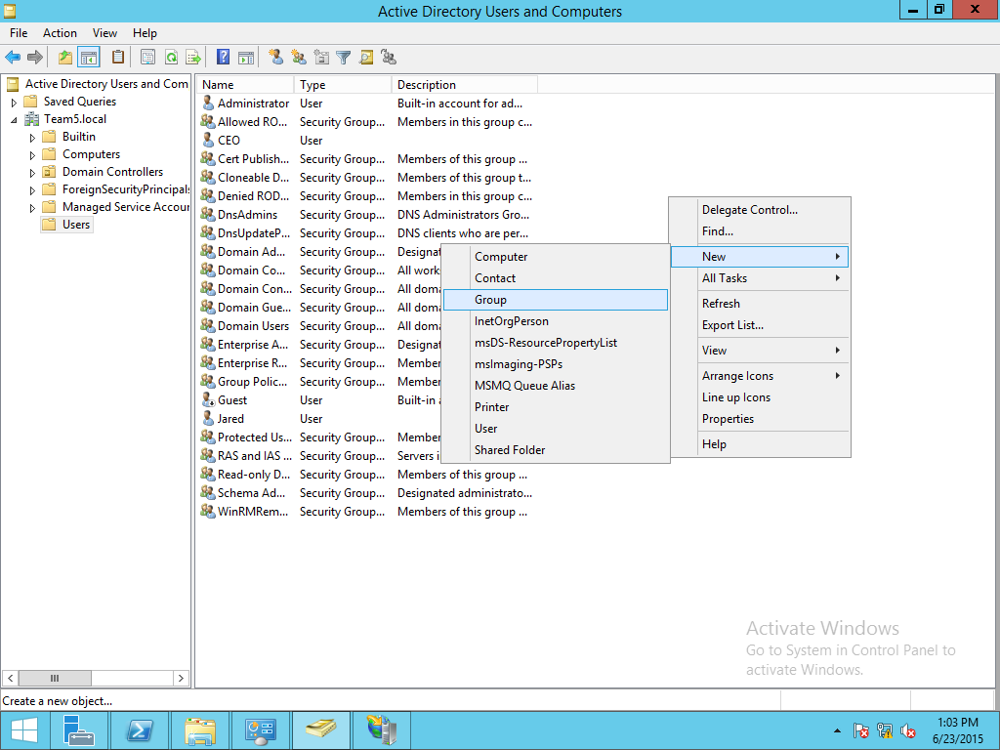 Active Directory Users and Computers
File Action View Help
Active Directory Users and Com
Saved Queries
Team5.local
Builtin
Computers
Domain Controllers
ForeignSecurityPrincipals
Managed Service Accour
Users
Name Type Description
Administrator User Built-in account for ad...
Allowed RO... Security Group... Members in this group c...
CEO User
Cert Publish... Security Group... Members of this group ...
Cloneable D... Security Group... Members of this group t...
Denied ROD... Security Group... Members in this group c...
DnsAdmins Security Group... DNS Administrators Gro...
DnsUpdateP... Security Group... DNS clients who are per...
Domain Ad... Security Group... Designat
Domain Co... Security Group... All works
Domain Con... Security Group... All doma
Domain Gue... Security Group... All doma
Domain Users Security Group... All doma
Enterprise A... Security Group... Designat
Enterprise R... Security Group... Member
Group Polic... Security Group... Member
Guest User Built-in a
Jared User
Protected Us... Security Group... Member
RAS and IAS ... Security Group... Servers i
Read-only D... Security Group... Members of this group ...
Schema Ad... Security Group... Designated administrato...
WinRMRem... Security Group... Members of this group ...
Computer
Contact
Group
InetOrgPerson
msDS-ResourcePropertyList
msImaging-PSPs
MSMQ Queue Alias
Printer
User
Shared Folder
Delegate Control...
Find...
New
All Tasks
Refresh
Export List...
View
Arrange Icons
Line up Icons
Properties
Help
Activate Windows
Go to System in Control Panel to
activate Windows.
Create a new object...
1:03 PM
6/23/2015